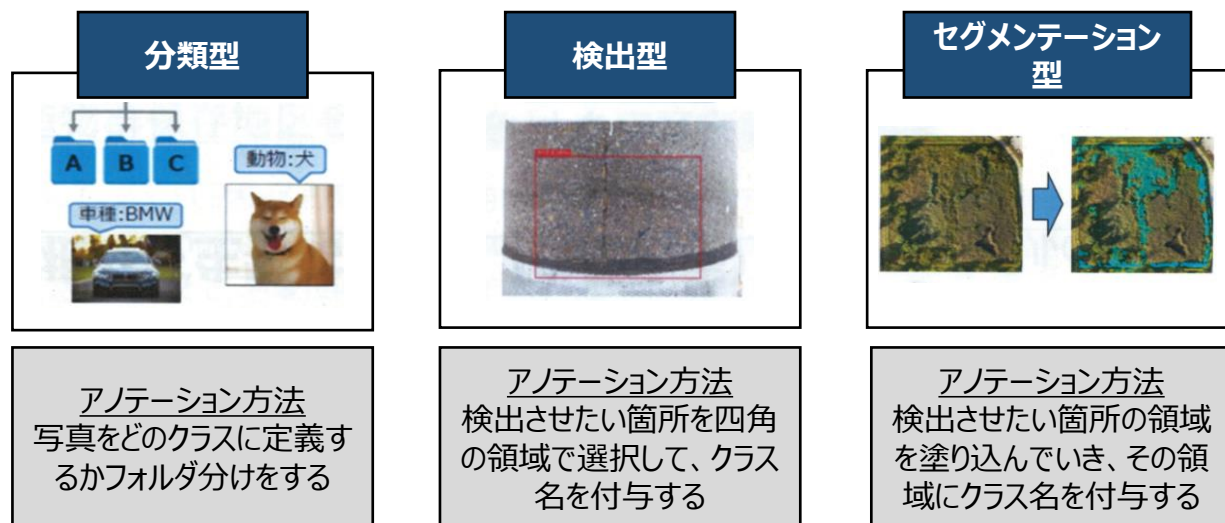 分類型
A B C
動物:犬
車種:BMW
アノテーション方法
写真をどのクラスに定義す
るかフォルダ分けをする
検出型
アノテーション方法
検出させたい箇所を四角
の領域で選択して、クラス
名を付与する
セグメンテーション
型
アノテーション方法
検出させたい箇所の領域
を塗り込んでいき、その領
域にクラス名を付与する